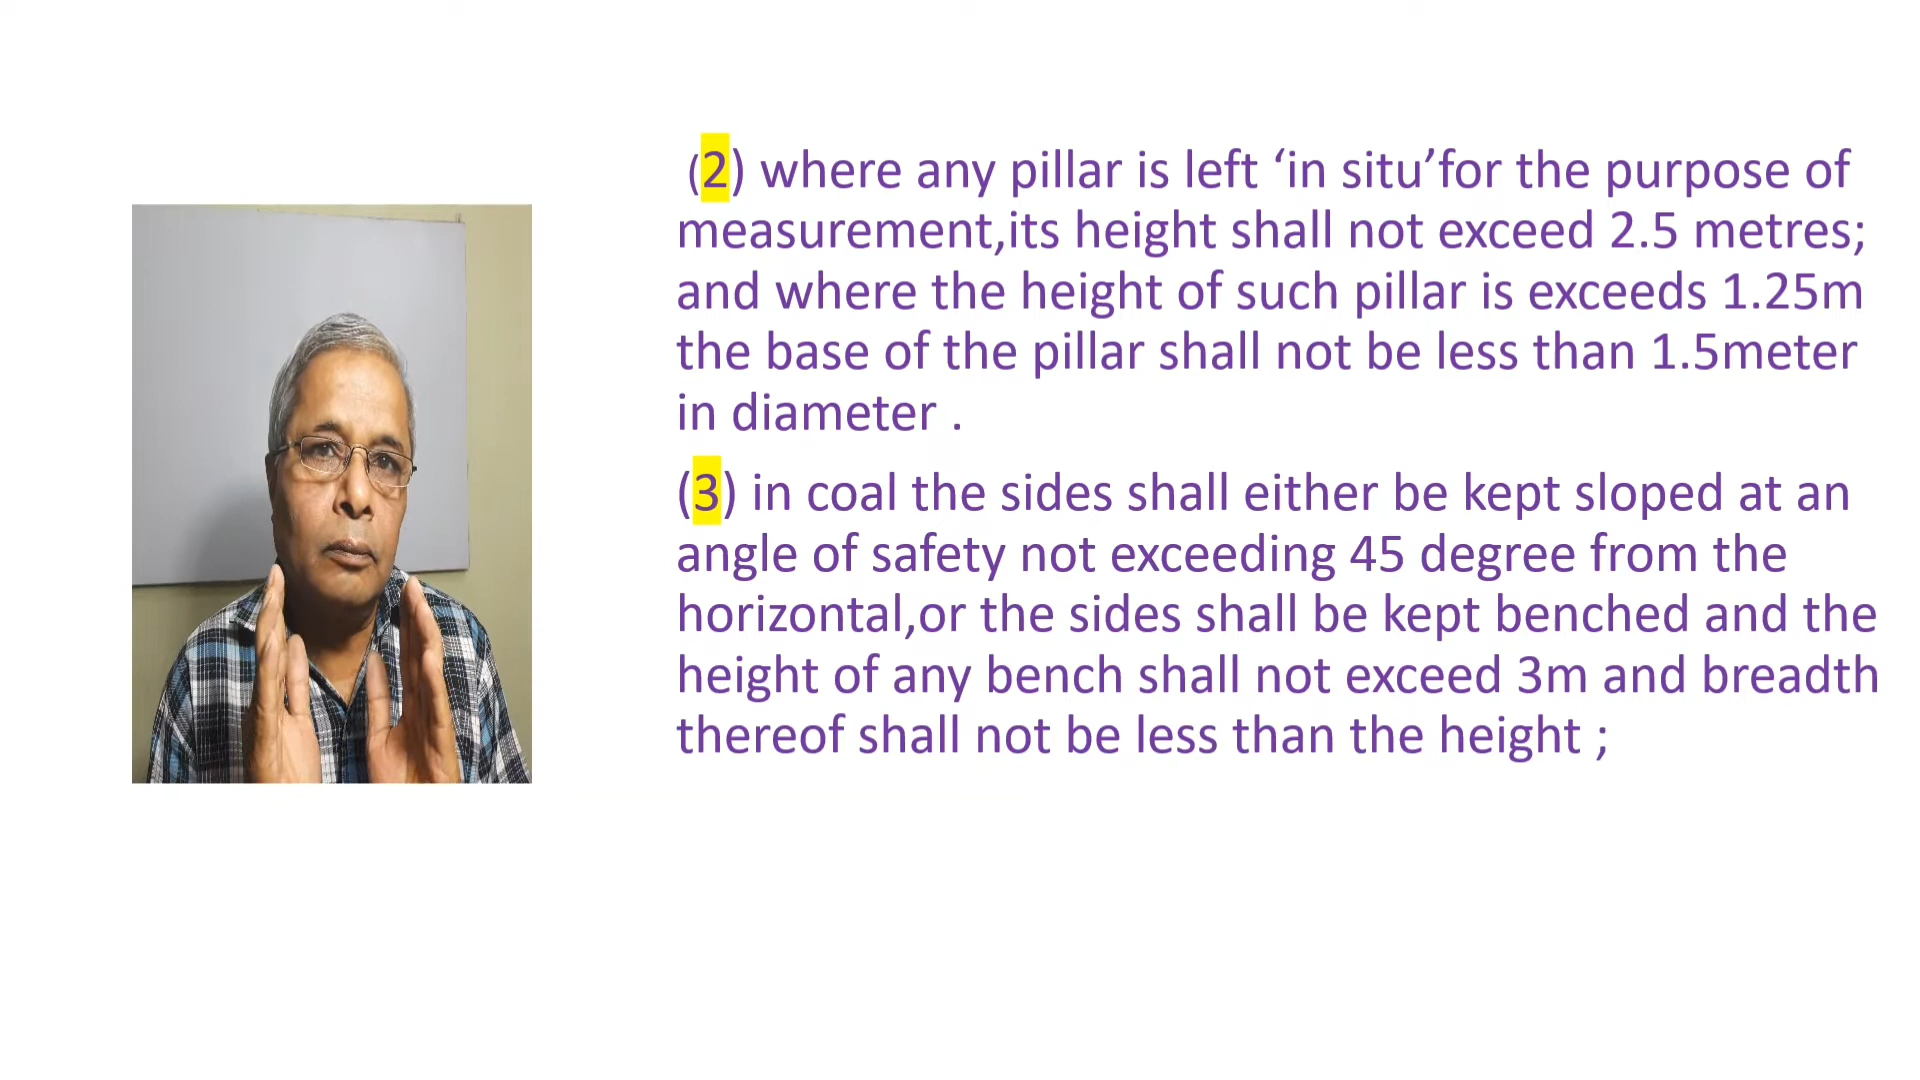 (2) where any pillar is left ‘in situ’for the purpose of
measurement,its height shall not exceed 2.5 metres;
and where the height of such pillar is exceeds 1.25m
the base of the pillar shall not be less than 1.5meter
in diameter .
(3) in coal the sides shall either be kept sloped at an
angle of safety not exceeding 45 degree from the
horizontal,or the sides shall be kept benched and the
height of any bench shall not exceed 3m and breadth
thereof shall not be less than the height ;